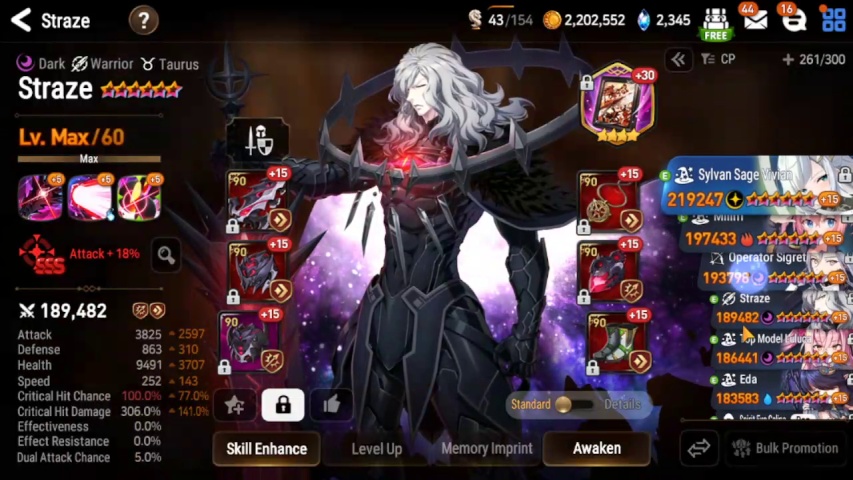 Straze
?
43/154
2,202,552
2,345
FREE
44
16
Dark Warrior Taurus
Straze
Lv. Max/60
Max
+5 +5 +5
SSS Attack + 18%
189,482
Attack 3825 2597
Defense 863 310
Health 9491 3707
Speed 252 143
Critical Hit Chance 100.0% 77.0%
Critical Hit Damage 306.0% 141.0%
Effectiveness 0.0%
Effect Resistance 0.0%
Dual Attack Chance 5.0%
90 +15
90 +15
90 +15
+30
90 +15
90 +15
90 +15
Standard Details
Skill Enhance
Level Up
Memory Imprint
Awaken
Bulk Promotion
CP
261/300
E Sylvan Sage Vivian
219247 +15
197433 +15
Operator Sigret
193798 +15
E Straze
189482 +15
E
186441 +15
E Eda
183583 +15